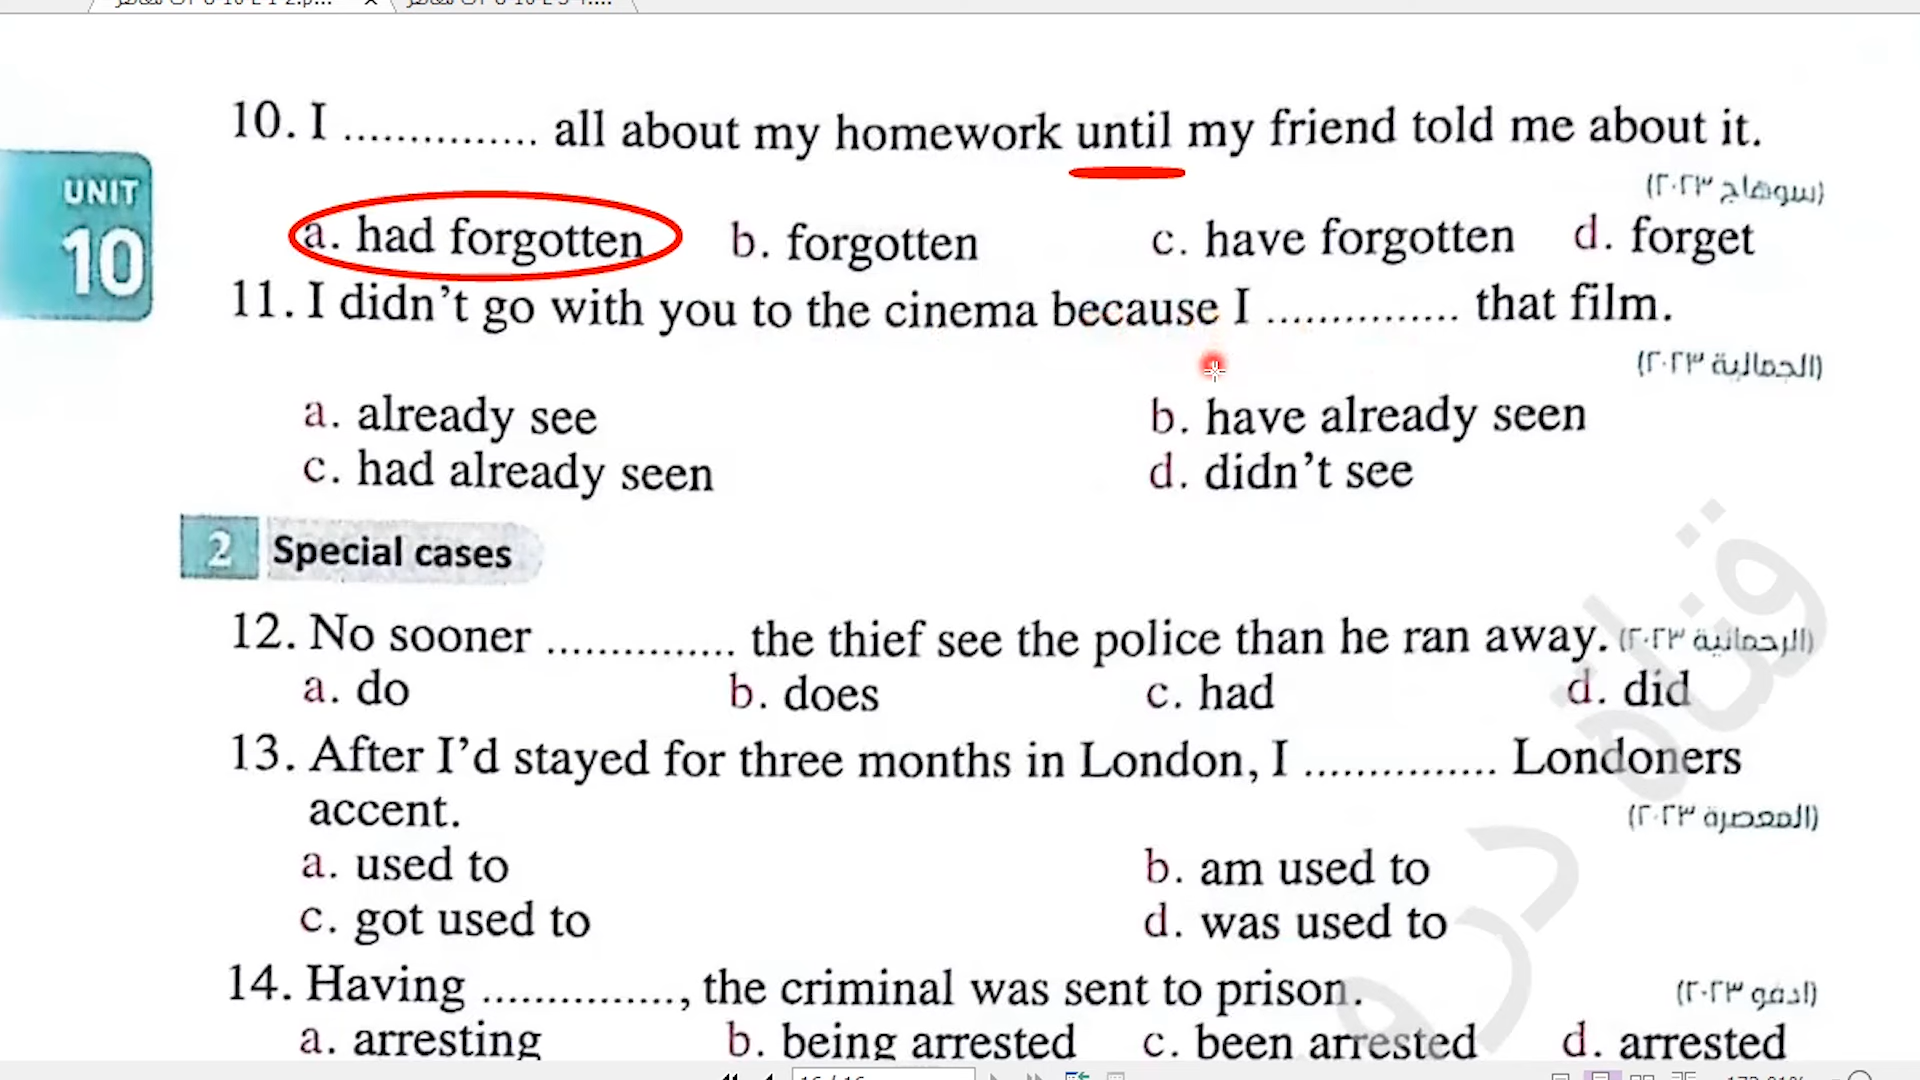 10. I ............... all about my homework until my friend told me about it.
(سوهاج ٢٠٢٣)
UNIT
10
a. had forgotten b. forgotten c. have forgotten d. forget
11. I didn't go with you to the cinema because I ............... that film.
(الجمالية ٢٠٢٣)
a. already see b. have already seen
c. had already seen d. didn't see
2 Special cases
12. No sooner ............... the thief see the police than he ran away. (الرحمانية ٢٠٢٣)
a. do b. does c. had d. did
13. After I'd stayed for three months in London, I ............... Londoners
accent.
(المعصرة ٢٠٢٣)
a. used to b. am used to
c. got used to d. was used to
14. Having ..............., the criminal was sent to prison.
(ادفو ٢٠٢٣)
a. arresting b. being arrested c. been arrested d. arrested
قناة